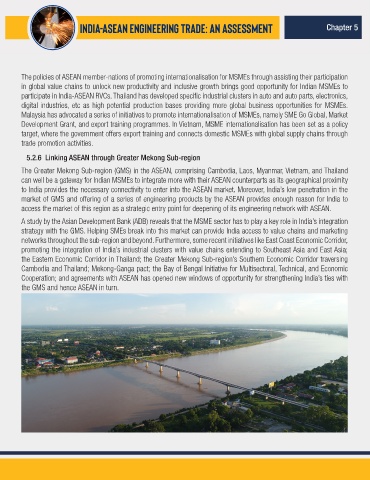 INDIA-ASEAN ENGINEERING TRADE: AN ASSESSMENT
Chapter 5
The policies of ASEAN member-nations of promoting internationalisation for MSMEs through assisting their participation
in global value chains to unlock new productivity and inclusive growth brings good opportunity for Indian MSMEs to
participate in India-ASEAN RVCs. Thailand has developed specific industrial clusters in auto and auto parts, electronics,
digital industries, etc as high potential production bases providing more global business opportunities for MSMEs.
Malaysia has advocated a series of initiatives to promote internationalisation of MSMEs, namely SME Go Global, Market
Development Grant, and export training programmes. In Vietnam, MSME internationalisation has been set as a policy
target, where the government offers export training and connects domestic MSMEs with global supply chains through
trade promotion activities.
5.2.6 Linking ASEAN through Greater Mekong Sub-region
The Greater Mekong Sub-region (GMS) in the ASEAN, comprising Cambodia, Laos, Myanmar, Vietnam, and Thailand
can well be a gateway for Indian MSMEs to integrate more with their ASEAN counterparts as its geographical proximity
to India provides the necessary connectivity to enter into the ASEAN market. Moreover, India's low penetration in the
market of GMS and offering of a series of engineering products by the ASEAN provides enough reason for India to
access the market of this region as a strategic entry point for deepening of its engineering network with ASEAN.
A study by the Asian Development Bank (ADB) reveals that the MSME sector has to play a key role in India's integration
strategy with the GMS. Helping SMEs break into this market can provide India access to value chains and marketing
networks throughout the sub-region and beyond. Furthermore, some recent initiatives like East Coast Economic Corridor,
promoting the integration of India's industrial clusters with value chains extending to Southeast Asia and East Asia;
the Eastern Economic Corridor in Thailand; the Greater Mekong Sub-region's Southern Economic Corridor traversing
Cambodia and Thailand; Mekong-Ganga pact; the Bay of Bengal Initiative for Multisectoral, Technical, and Economic
Cooperation; and agreements with ASEAN has opened new windows of opportunity for strengthening India's ties with
the GMS and hence ASEAN in turn.